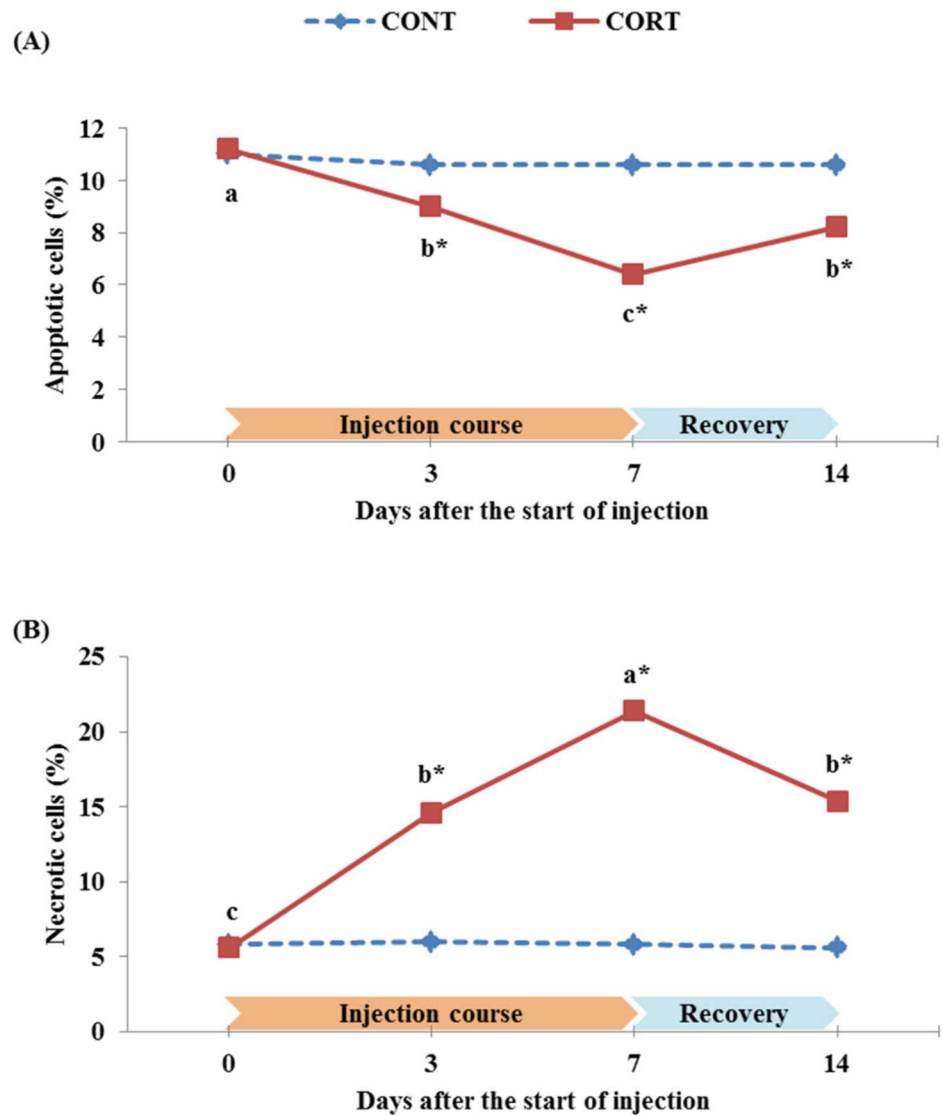 CONT CORT
(A)
12
10
8
6
4
2
0
Apoptotic cells (%)
a
b*
c*
b*
Injection course Recovery
0 3 7 14
Days after the start of injection
(B)
25
20
15
10
5
0
Necrotic cells (%)
c
b*
a*
b*
Injection course Recovery
0 3 7 14
Days after the start of injection